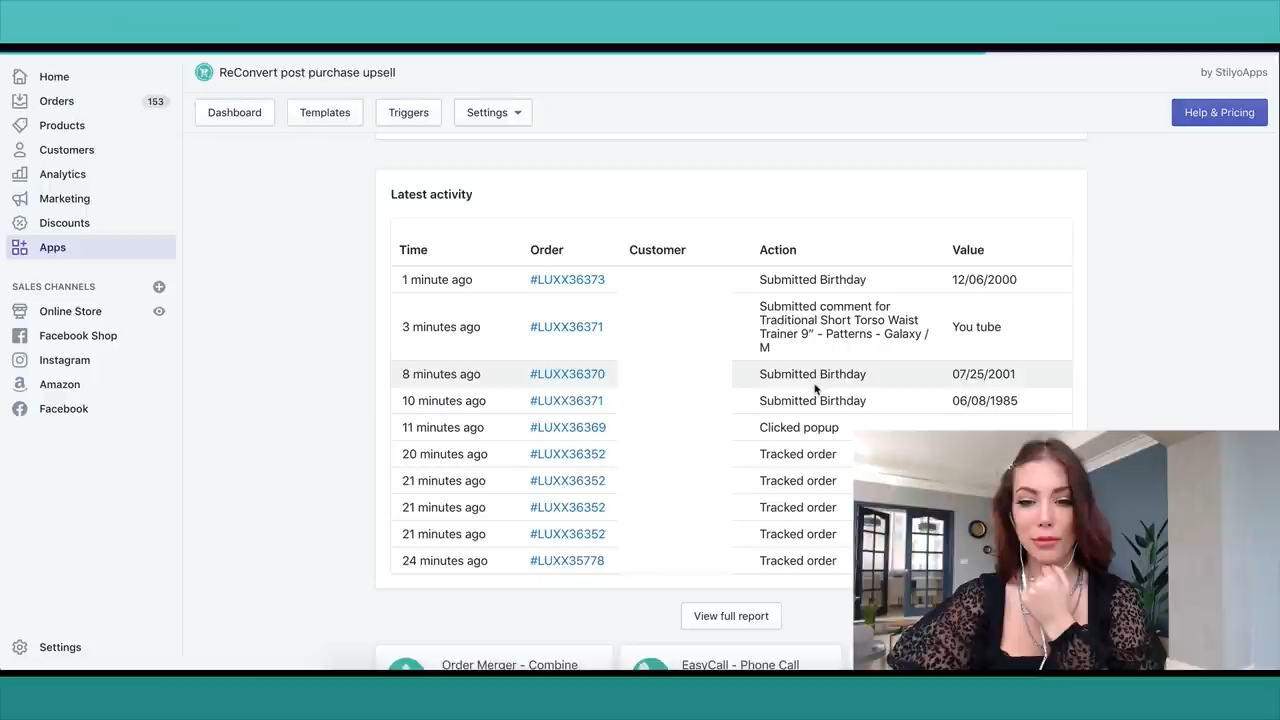 ReConvert post purchase upsell
by StilyoApps
Home
Orders 153
Products
Customers
Analytics
Marketing
Discounts
Apps
SALES CHANNELS
Online Store
Facebook Shop
Instagram
Amazon
Facebook
Settings
Dashboard Templates Triggers Settings Help & Pricing
Latest activity
Time Order Customer Action Value
1 minute ago #LUXX36373 Submitted Birthday 12/06/2000
3 minutes ago #LUXX36371 Submitted comment for
Traditional Short Torso Waist
Trainer 9” - Patterns - Galaxy /
M
You tube
8 minutes ago #LUXX36370 Submitted Birthday 07/25/2001
10 minutes ago #LUXX36371 Submitted Birthday 06/08/1985
11 minutes ago #LUXX36369 Clicked popup
20 minutes ago #LUXX36352 Tracked order
21 minutes ago #LUXX36352 Tracked order
21 minutes ago #LUXX36352 Tracked order
21 minutes ago #LUXX36352 Tracked order
24 minutes ago #LUXX35778 Tracked order
View full report
Order Merger - Combine
EasyCall - Phone Call